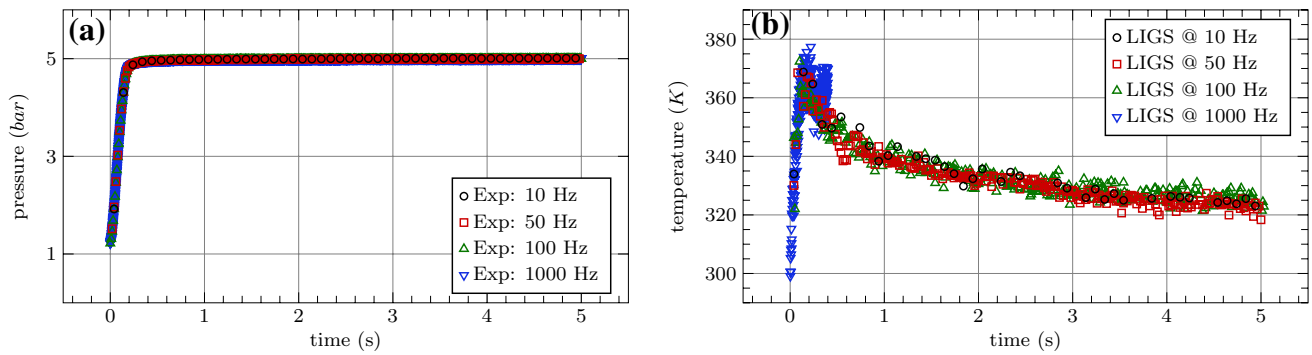 (a)
pressure (bar)
5
3
1
Exp: 10 Hz
Exp: 50 Hz
Exp: 100 Hz
Exp: 1000 Hz
0 1 2 3 4 5
time (s)
(b)
temperature (K)
380
360
340
320
300
LIGS @ 10 Hz
LIGS @ 50 Hz
LIGS @ 100 Hz
LIGS @ 1000 Hz
0 1 2 3 4 5
time (s)